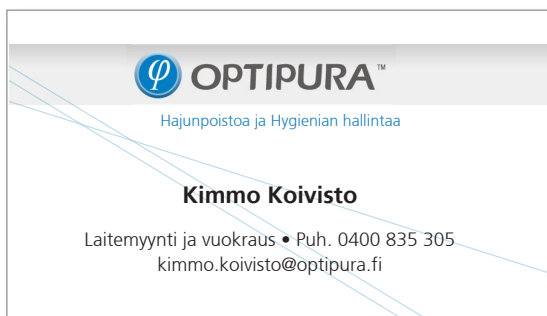 φ OPTIPURA™
Hajunpoistoa ja Hygienian hallintaa
Kimmo Koivisto
Laitemyynti ja vuokraus • Puh. 0400 835 305
kimmo.koivisto@optipura.fi